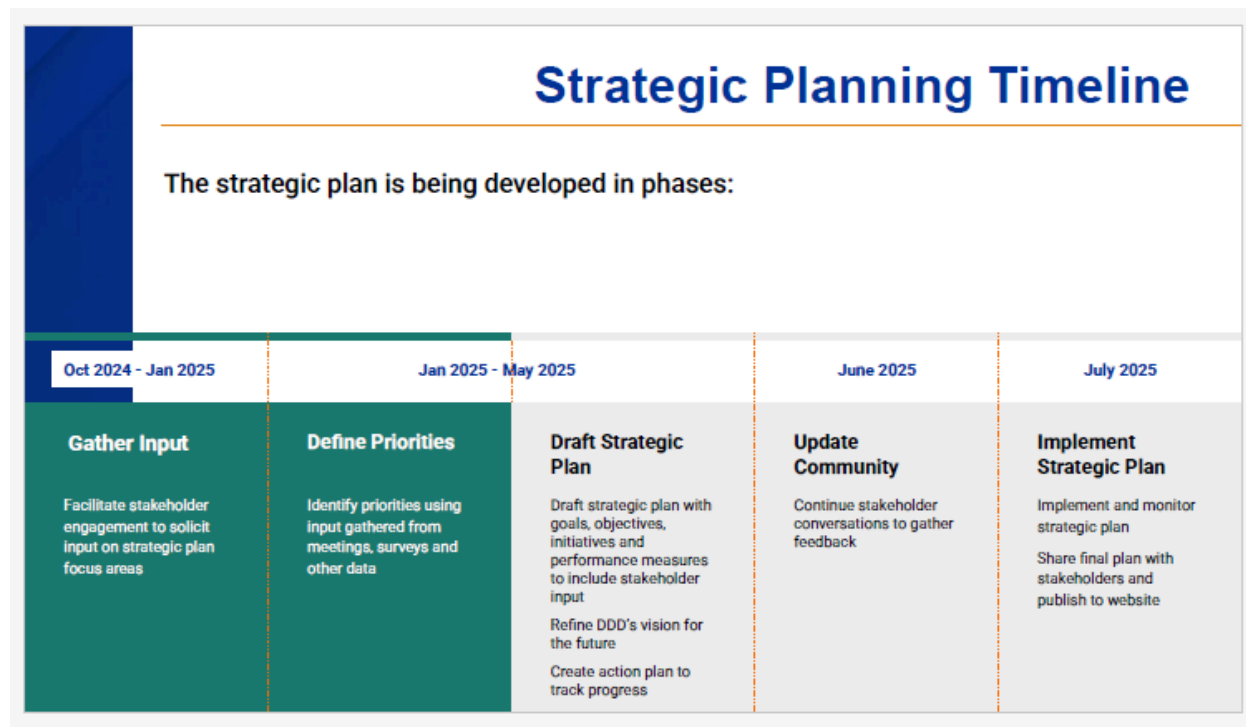 Strategic Planning Timeline
The strategic plan is being developed in phases:
Oct 2024 - Jan 2025
Jan 2025 - May 2025
June 2025
July 2025
Gather Input
Facilitate stakeholder
engagement to solicit
input on strategic plan
focus areas
Define Priorities
Identify priorities using
input gathered from
meetings, surveys and
other data
Draft Strategic
Plan
Draft strategic plan with
goals, objectives,
initiatives and
performance measures
to include stakeholder
input
Refine DDD's vision for
the future
Create action plan to
track progress
Update
Community
Continue stakeholder
conversations to gather
feedback
Implement
Strategic Plan
Implement and monitor
strategic plan
Share final plan with
stakeholders and
publish to website